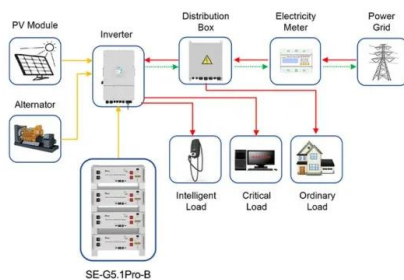 PV Module
Inverter
Distribution
Box
Electricity
Meter
Power
Grid
Alternator
Intelligent
Load
Critical
Load
Ordinary
Load
SE-G5.1Pro-B